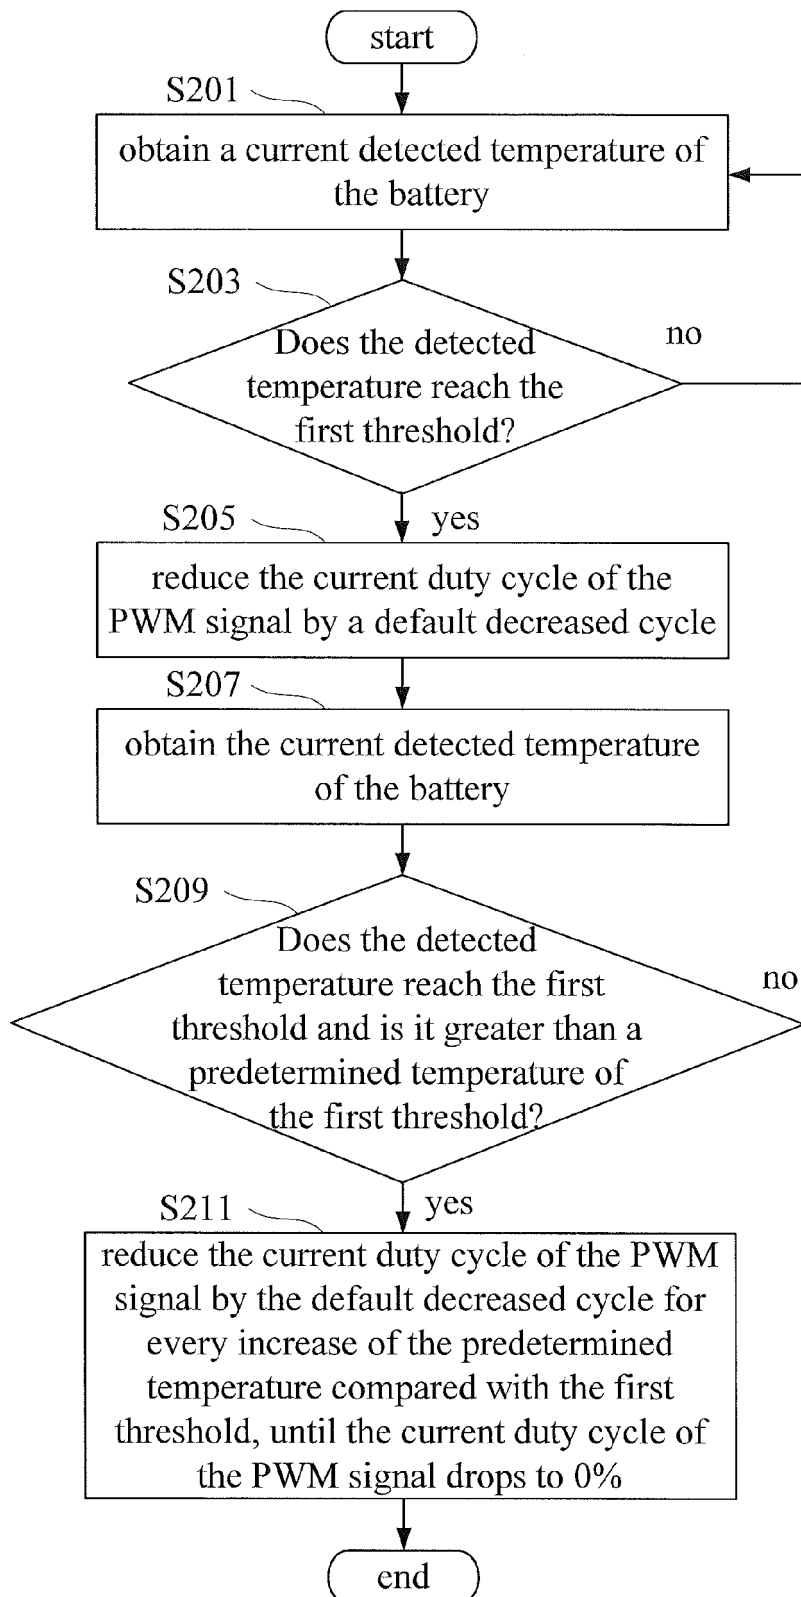 start
S201
obtain a current detected temperature of
the battery
S203
Does the detected
temperature reach the
first threshold?
no
yes
S205
reduce the current duty cycle of the
PWM signal by a default decreased cycle
S207
obtain the current detected temperature
of the battery
S209
Does the detected
temperature reach the first
threshold and is it greater than a
predetermined temperature of
the first threshold?
no
yes
S211
reduce the current duty cycle of the PWM
signal by the default decreased cycle for
every increase of the predetermined
temperature compared with the first
threshold, until the current duty cycle of
the PWM signal drops to 0%
end